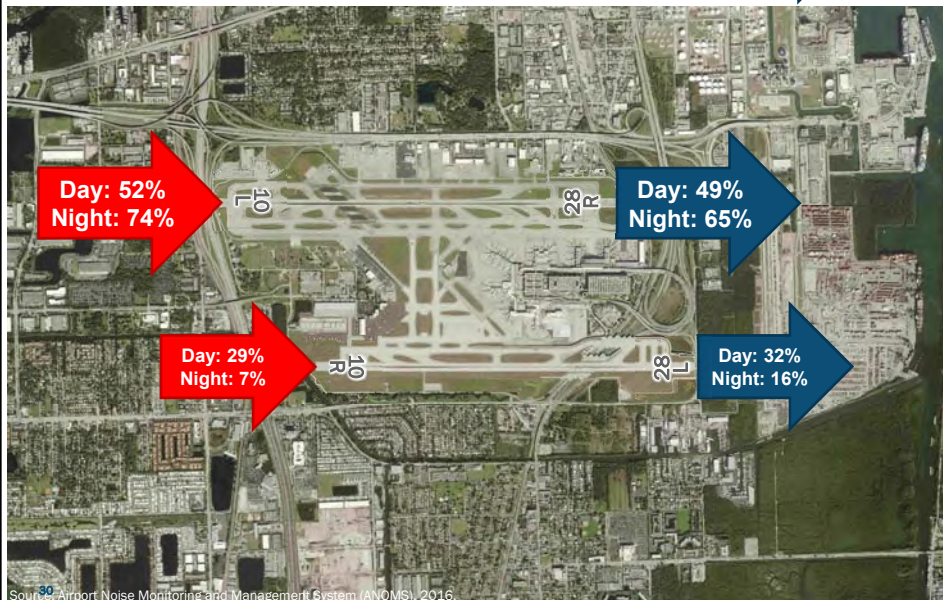 Day: 52%
Night: 74%
10
L
28
R
Day: 49%
Night: 65%
Day: 29%
Night: 7%
10
R
28
L
Day: 32%
Night: 16%
30
Source: Airport Noise Monitoring and Management System (ANOMS), 2016.